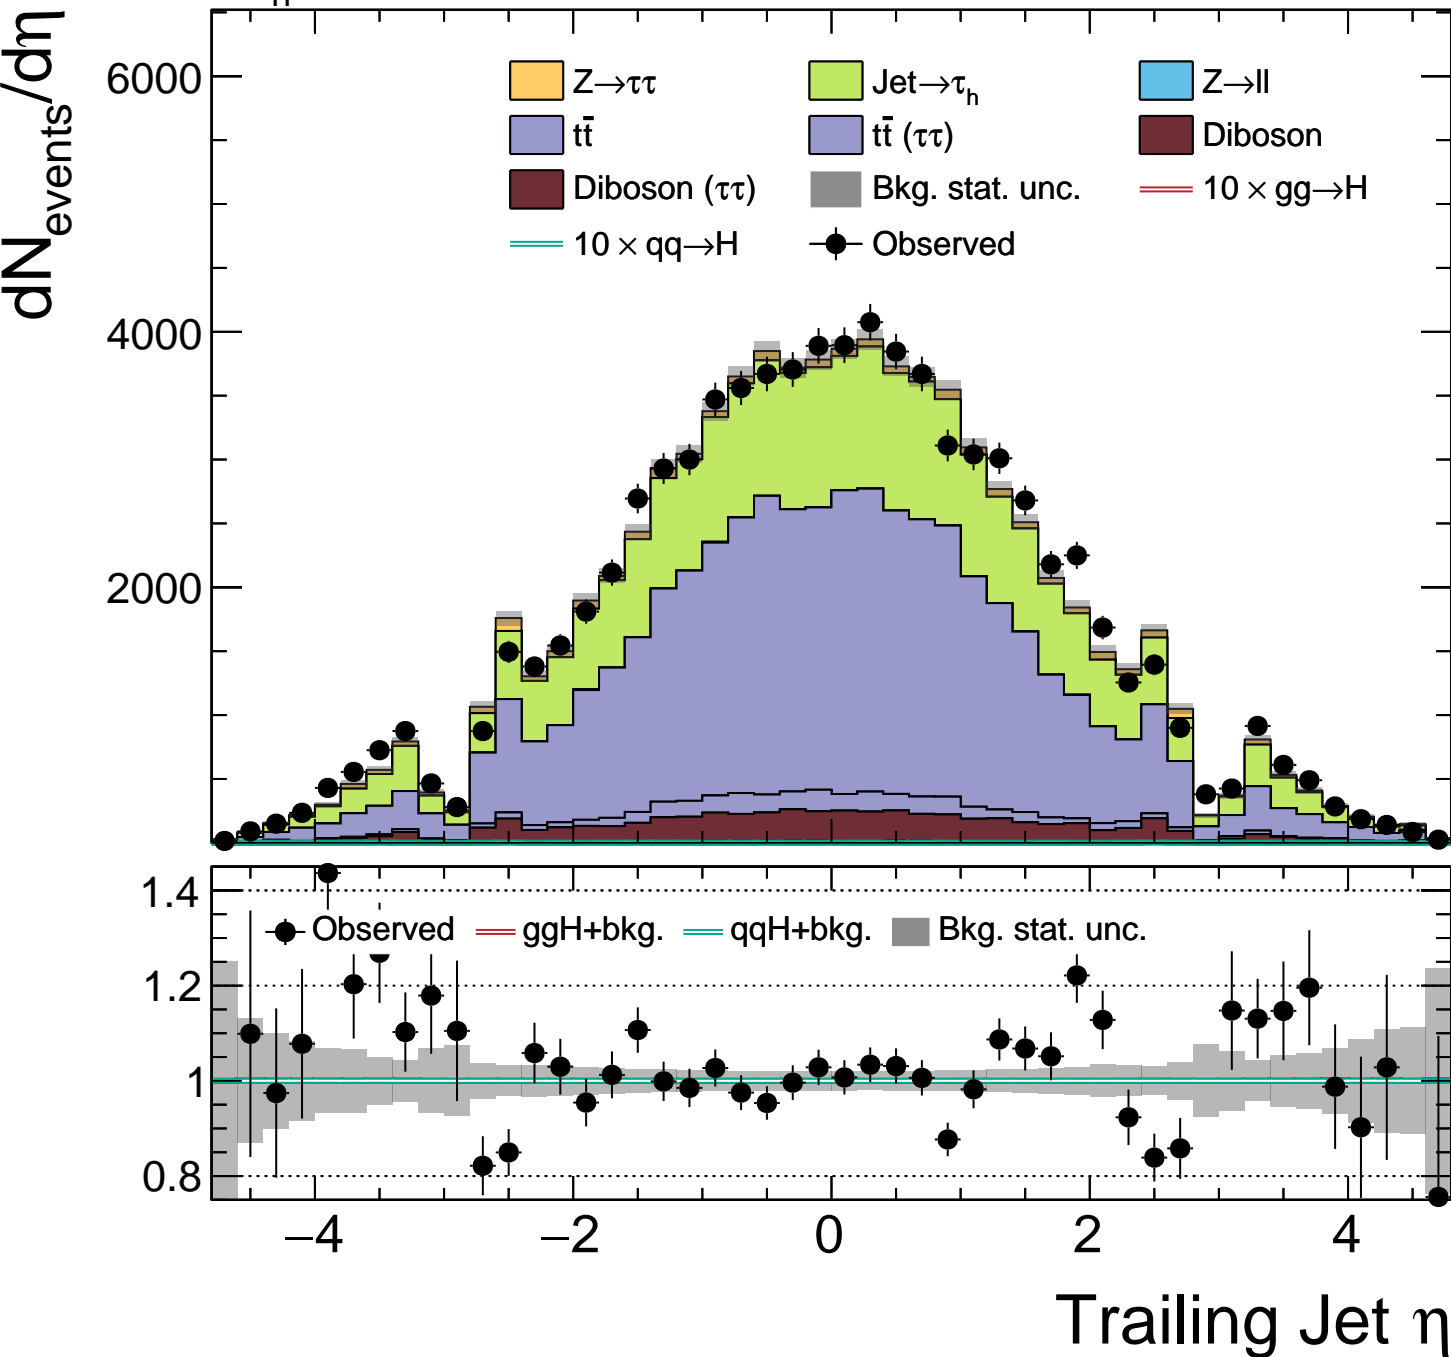 dN_events/dη
6000
4000
2000
Z→ττ Jet→τ_h Z→ll
tt̄ tt̄ (ττ) Diboson
Diboson (ττ) Bkg. stat. unc. 10 × gg→H
10 × qq→H Observed
1.4
1.2
1
0.8
Observed ggH+bkg. qqH+bkg. Bkg. stat. unc.
−4 −2 0 2 4
Trailing Jet η